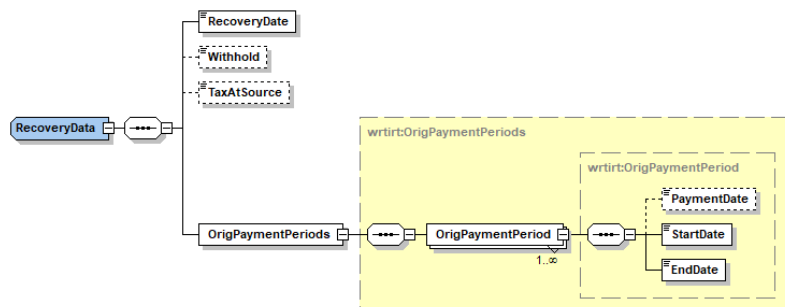 RecoveryDate
Withhold
TaxAtSource
RecoveryData
wrtirt:OrigPaymentPeriods
wrtirt:OrigPaymentPeriod
PaymentDate
OrigPaymentPeriods
OrigPaymentPeriod
StartDate
1..∞
EndDate